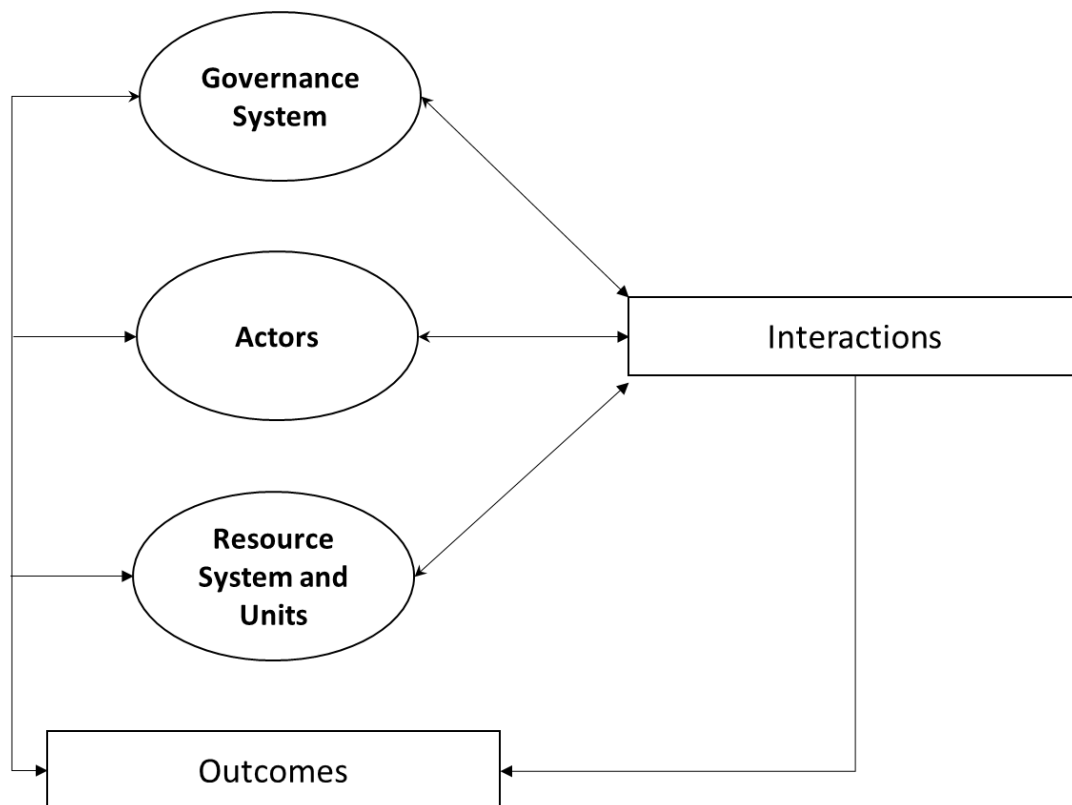 Governance
System
Actors
Interactions
Resource
System and
Units
Outcomes